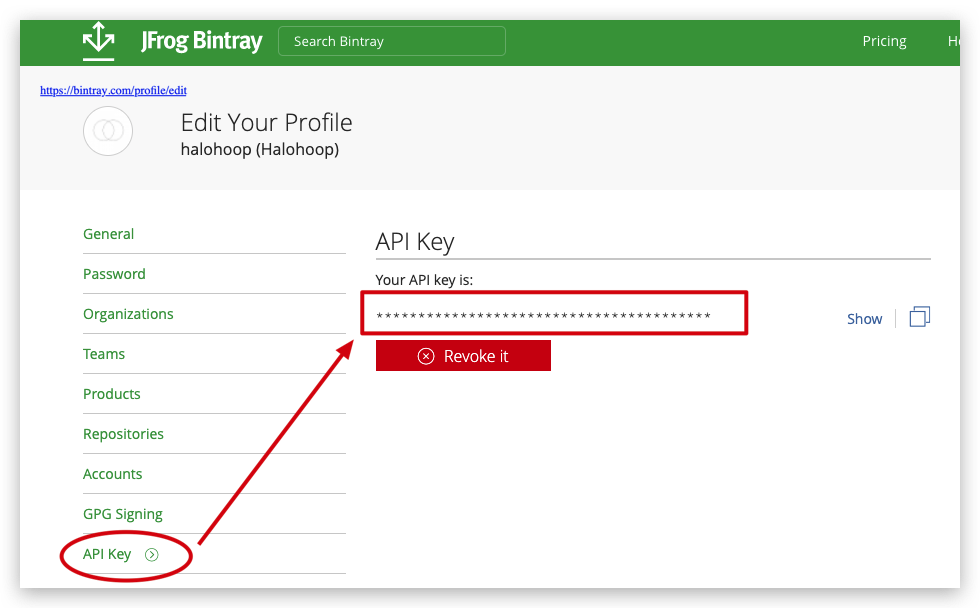 JFrog Bintray Search Bintray Pricing
https://bintray.com/profile/edit
Edit Your Profile
halohoop (Halohoop)
General
Password
Organizations
Teams
Products
Repositories
Accounts
GPG Signing
API Key
API Key
Your API key is:
****************************************
Show
Revoke it